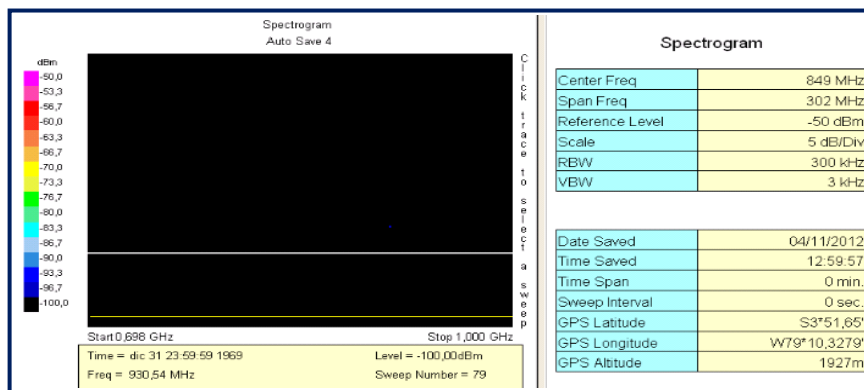 Spectrogram
Auto Save 4
dBm
-50,0
-53,3
-56,7
-60,0
-63,3
-66,7
-70,0
-73,3
-76,7
-80,0
-83,3
-86,7
-90,0
-93,3
-96,7
-100,0
Click trace to select a sweep
Start 0,698 GHz Stop 1,000 GHz
Time = dic 31 23:59:59 1969 Level = -100,00dBm
Freq = 930,54 MHz Sweep Number = 79
Spectrogram
Center Freq 849 MHz
Span Freq 302 MHz
Reference Level -50 dBm
Scale 5 dB/Div
RBW 300 kHz
VBW 3 kHz
Date Saved 04/11/2012
Time Saved 12:59:57
Time Span 0 min.
Sweep Interval 0 sec.
GPS Latitude S3*51,65'
GPS Longitude W79*10,3279'
GPS Altitude 1927m